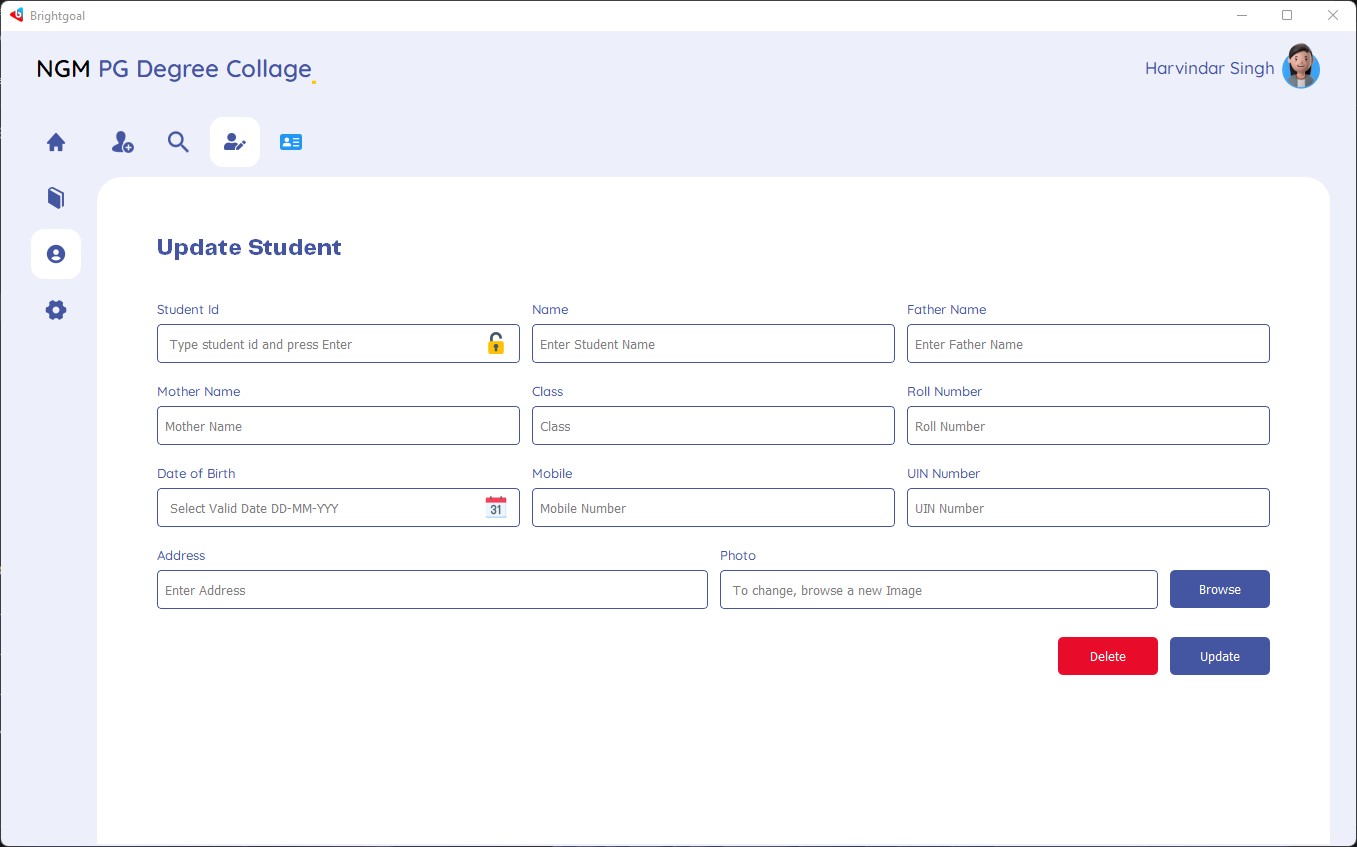 Brightgoal
NGM PG Degree Collage.
Harvindar Singh
Update Student
Student Id
Name
Father Name
Type student id and press Enter
Enter Student Name
Enter Father Name
Mother Name
Class
Roll Number
Mother Name
Class
Roll Number
Date of Birth
Mobile
UIN Number
Select Valid Date DD-MM-YYY
31
Mobile Number
UIN Number
Address
Photo
Enter Address
To change, browse a new Image
Browse
Delete
Update